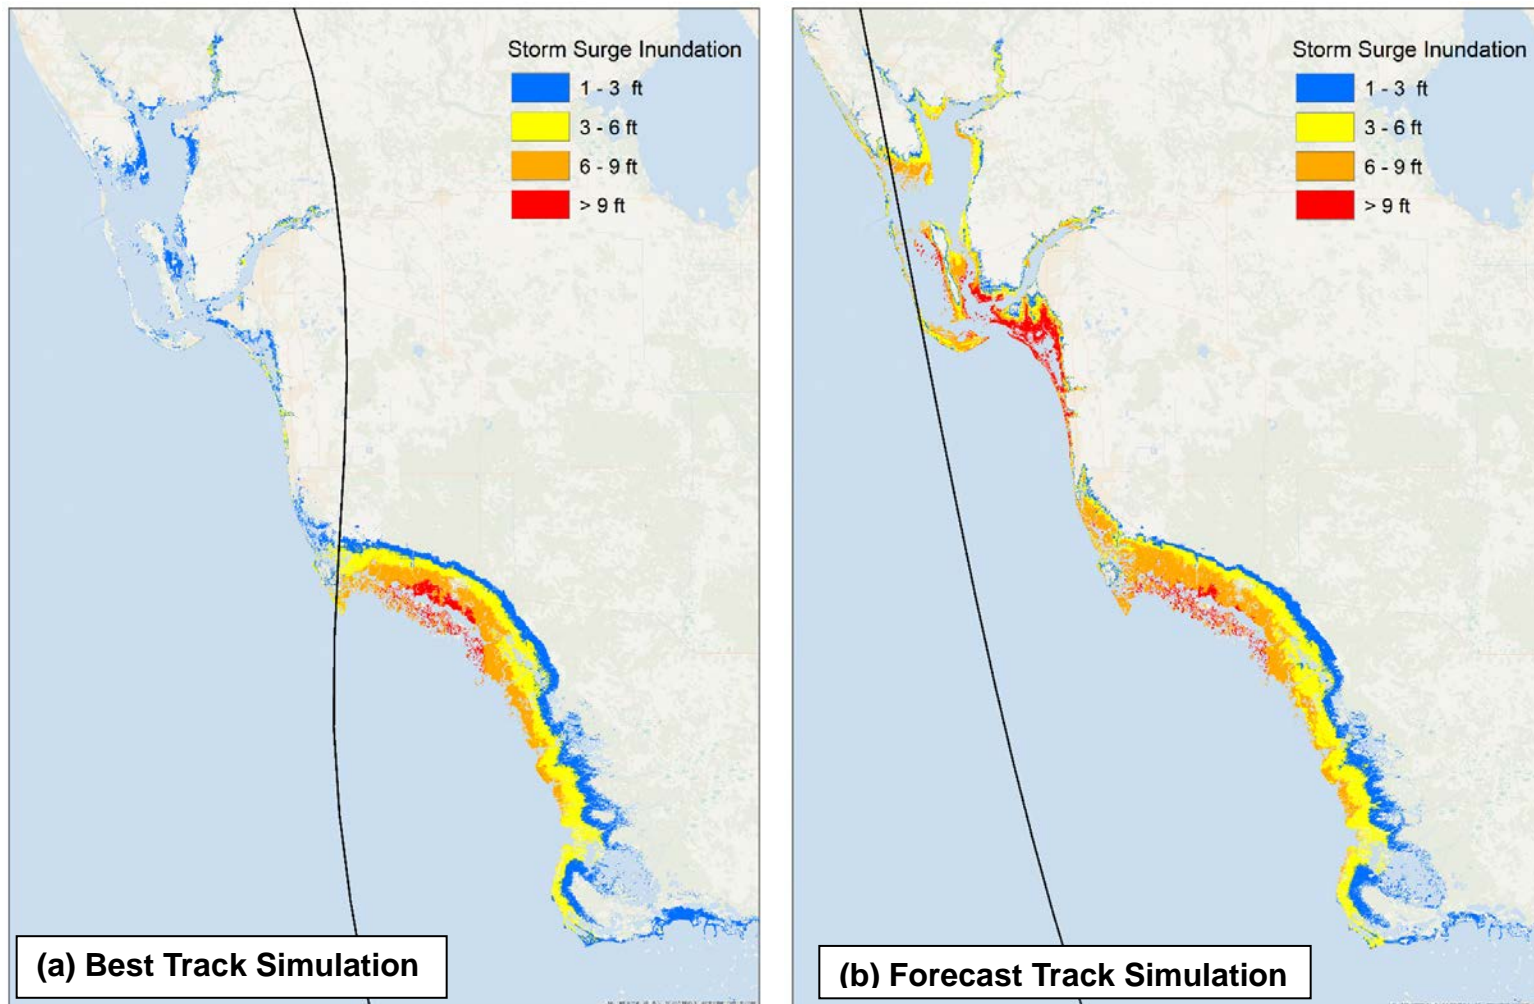 Storm Surge Inundation
1 - 3 ft
3 - 6 ft
6 - 9 ft
> 9 ft
(a) Best Track Simulation
Storm Surge Inundation
1 - 3 ft
3 - 6 ft
6 - 9 ft
> 9 ft
(b) Forecast Track Simulation